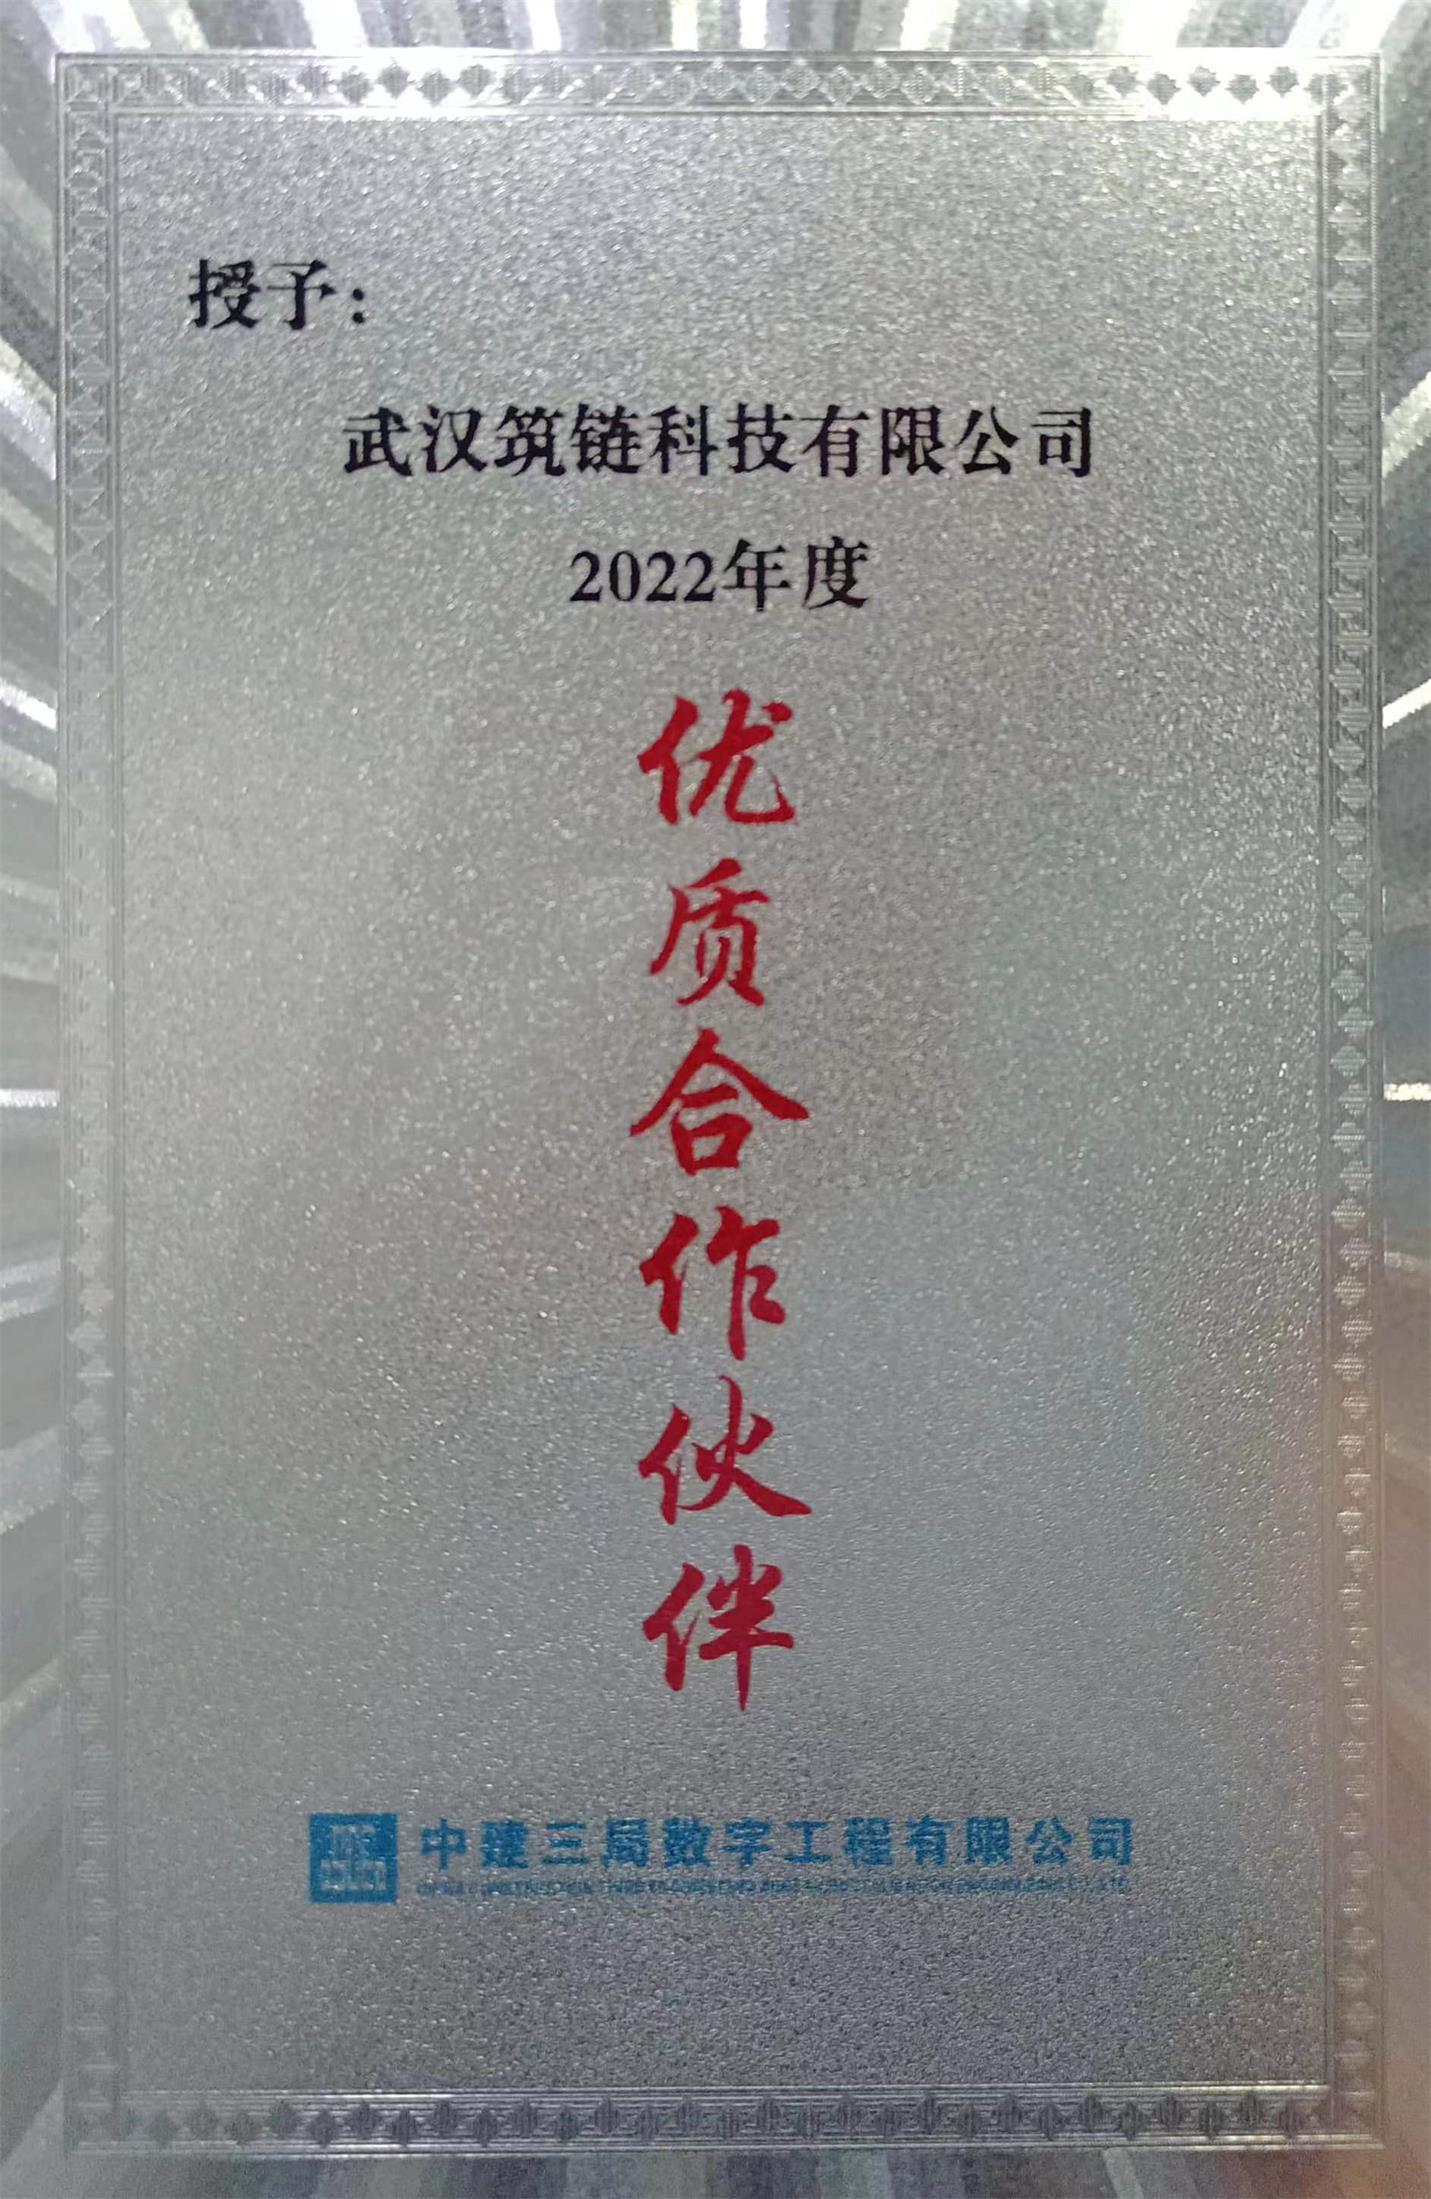 授予：
武汉筑链科技有限公司
2022年度
优质合作伙伴
中建三局数字工程有限公司